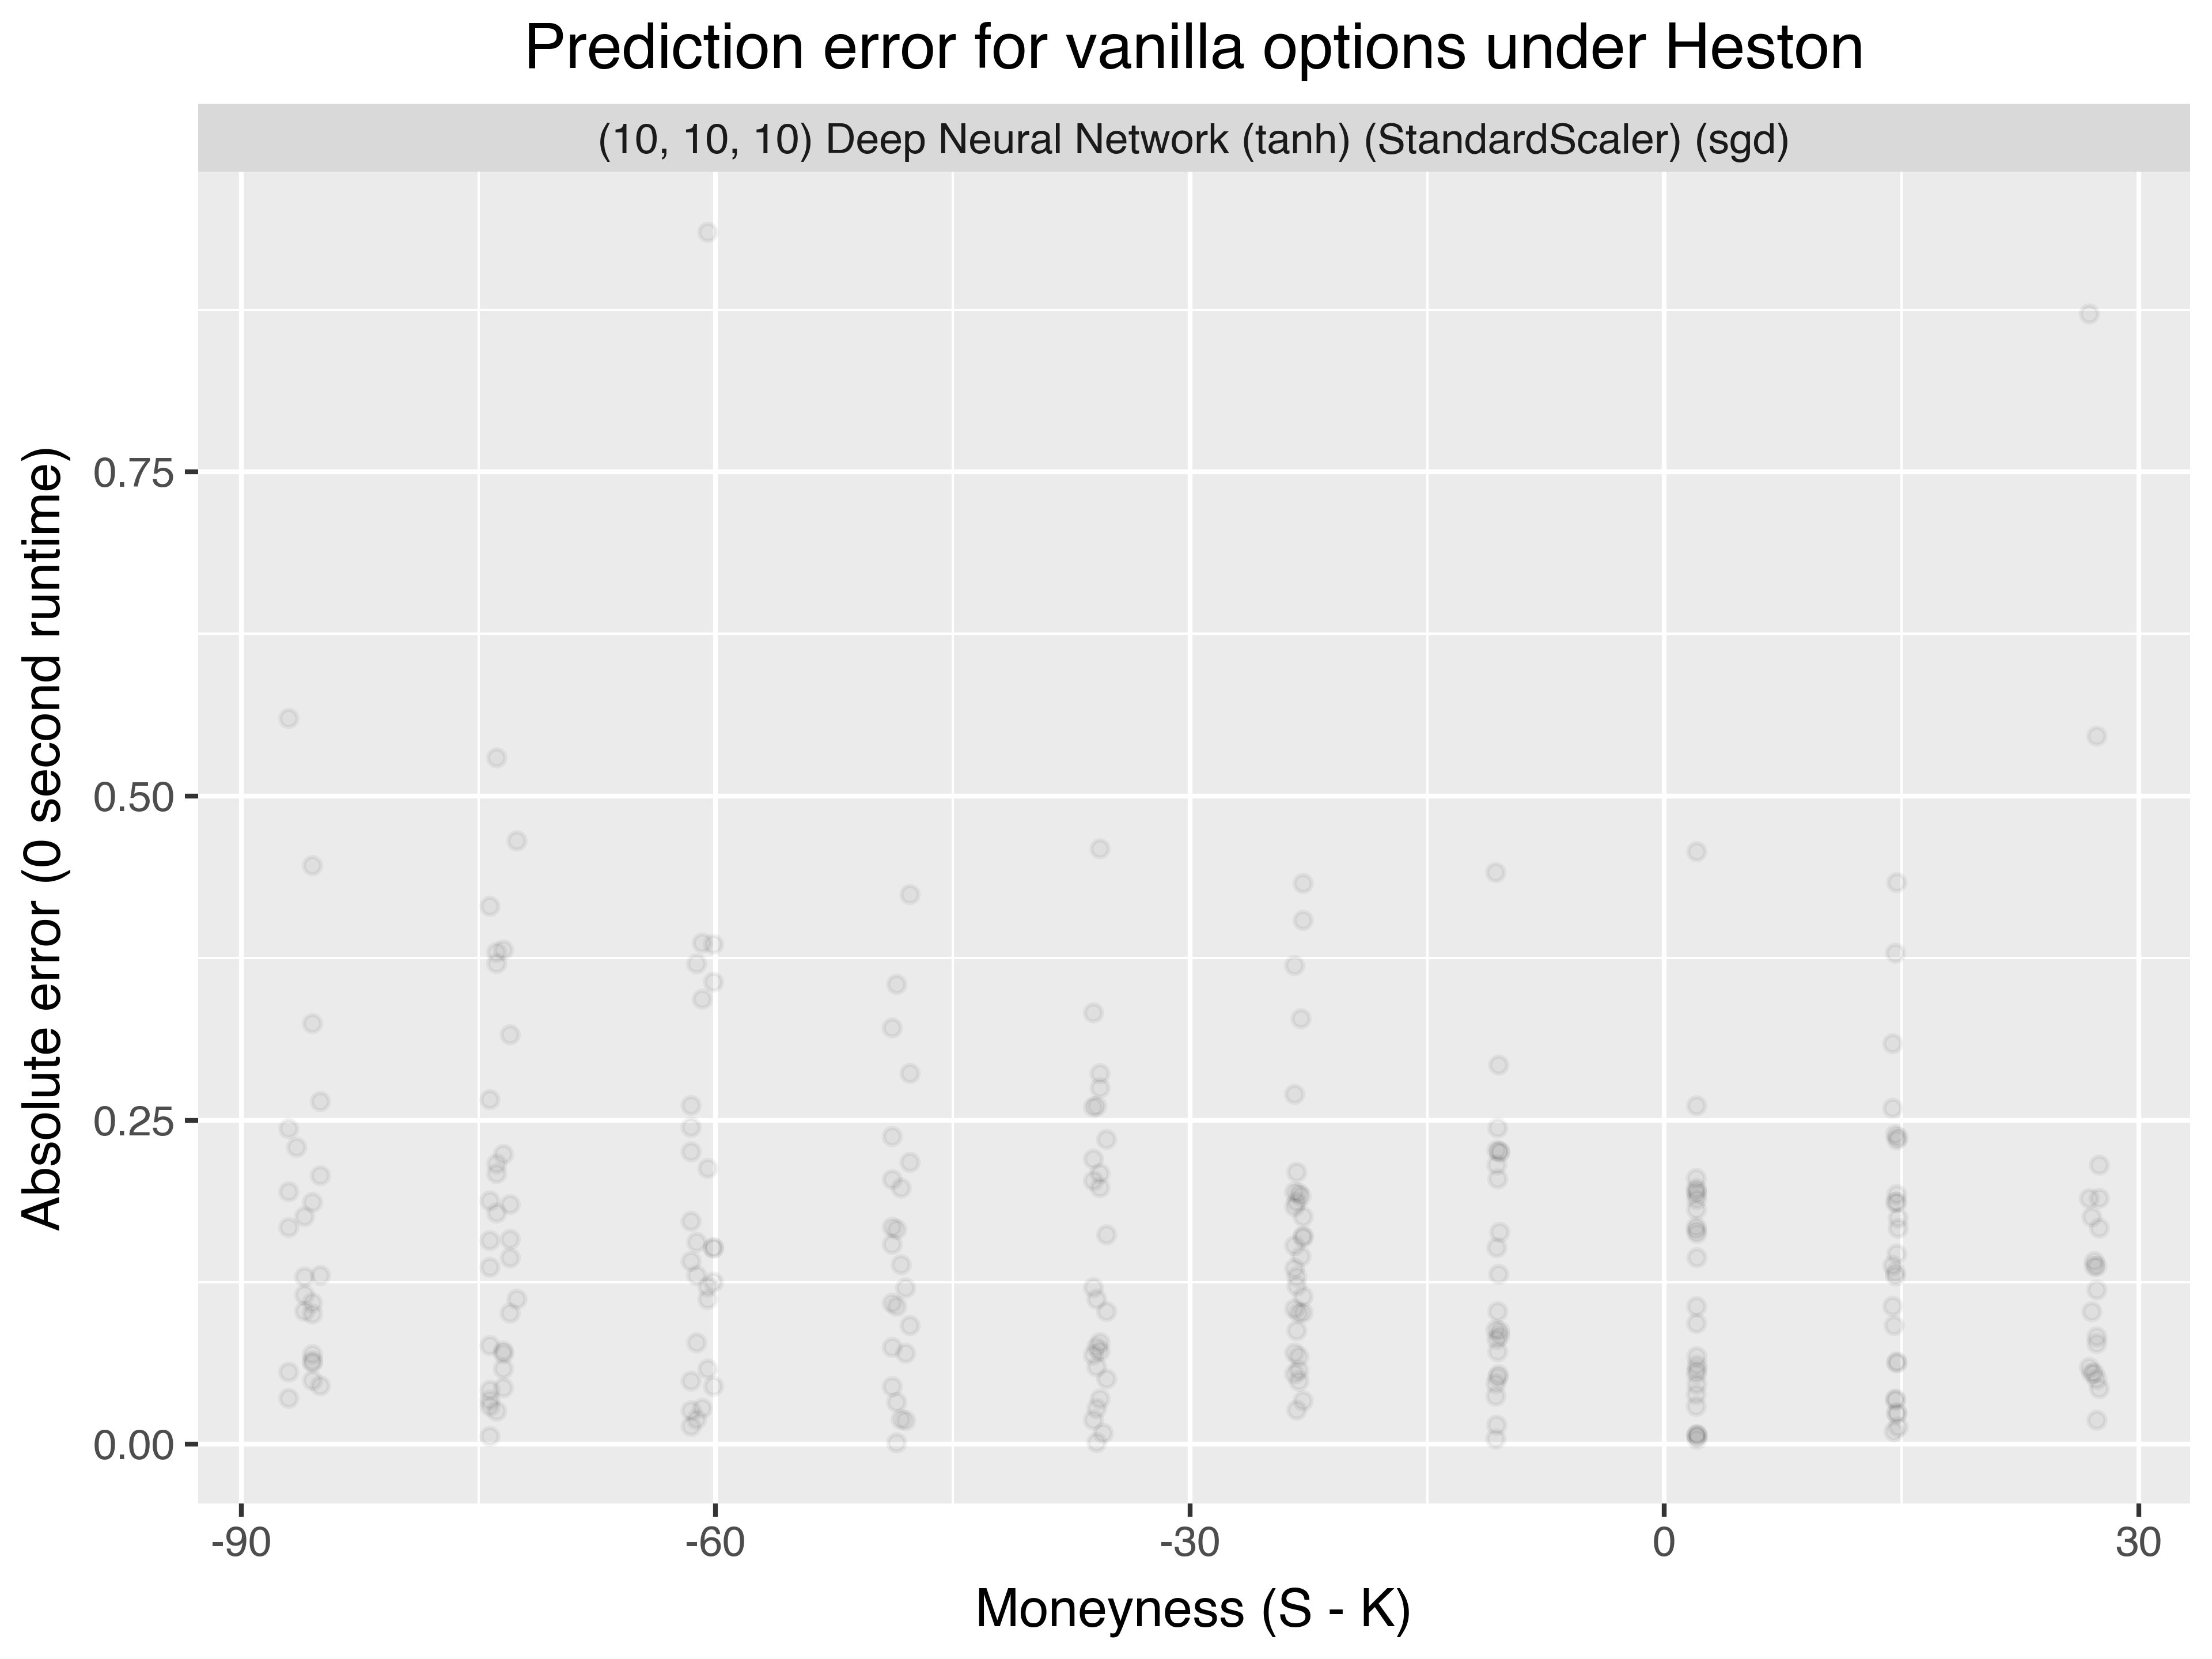 Prediction error for vanilla options under Heston
(10, 10, 10) Deep Neural Network (tanh) (StandardScaler) (sgd)
Absolute error (0 second runtime)
0.75
0.50
0.25
0.00
-90
-60
-30
0
30
Moneyness (S - K)